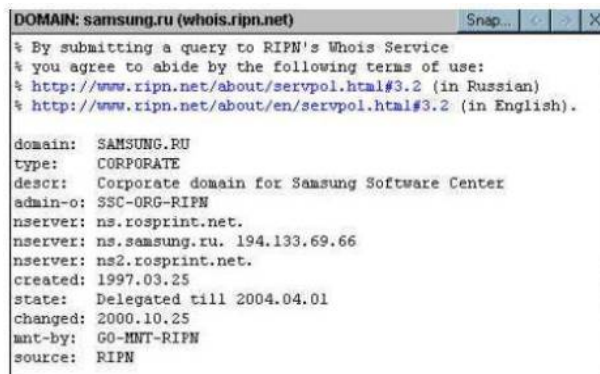 DOMAIN: samsung.ru (whois.ripn.net) Snap... < > X
% By submitting a query to RIPN's Whois Service
% you agree to abide by the following terms of use:
% http://www.ripn.net/about/servpol.html#3.2 (in Russian)
% http://www.ripn.net/about/en/servpol.html#3.2 (in English).
domain: SAMSUNG.RU
type: CORPORATE
descr: Corporate domain for Samsung Software Center
admin-o: SSC-ORG-RIPN
nserver: ns.rosprint.net.
nserver: ns.samsung.ru. 194.133.69.66
nserver: ns2.rosprint.net.
created: 1997.03.25
state: Delegated till 2004.04.01
changed: 2000.10.25
mnt-by: GO-MNT-RIPN
source: RIPN